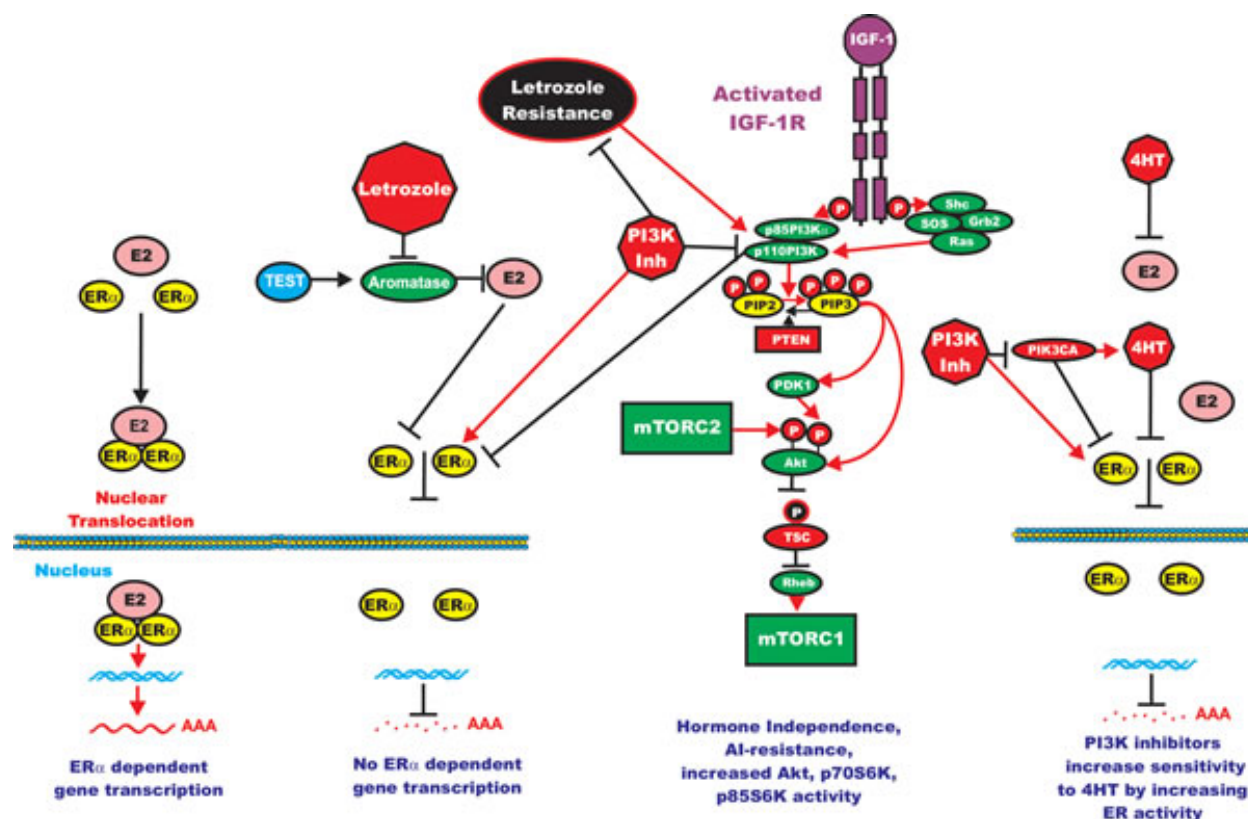 E2
ERα
ERα
E2
ERα
ERα
Nuclear
Translocation
Nucleus
E2
ERα
ERα
AAA
ERα dependent
gene transcription
Letrozole
Resistance
Letrozole
TEST
Aromatase
E2
PI3K
Inh
ERα
ERα
ERα
ERα
AAA
No ERα dependent
gene transcription
IGF-1
Activated
IGF-1R
P
P
Shc
SOS
Grb2
Ras
p85PI3Kα
p110PI3K
P
P
P
P
P
PIP2
PIP3
PTEN
PDK1
mTORC2
P
P
Akt
P
TSC
Rheb
mTORC1
Hormone Independence,
AI-resistance,
increased Akt, p70S6K,
p85S6K activity
4HT
E2
PI3K
Inh
PIK3CA
4HT
E2
ERα
ERα
ERα
ERα
AAA
PI3K inhibitors
increase sensitivity
to 4HT by increasing
ER activity